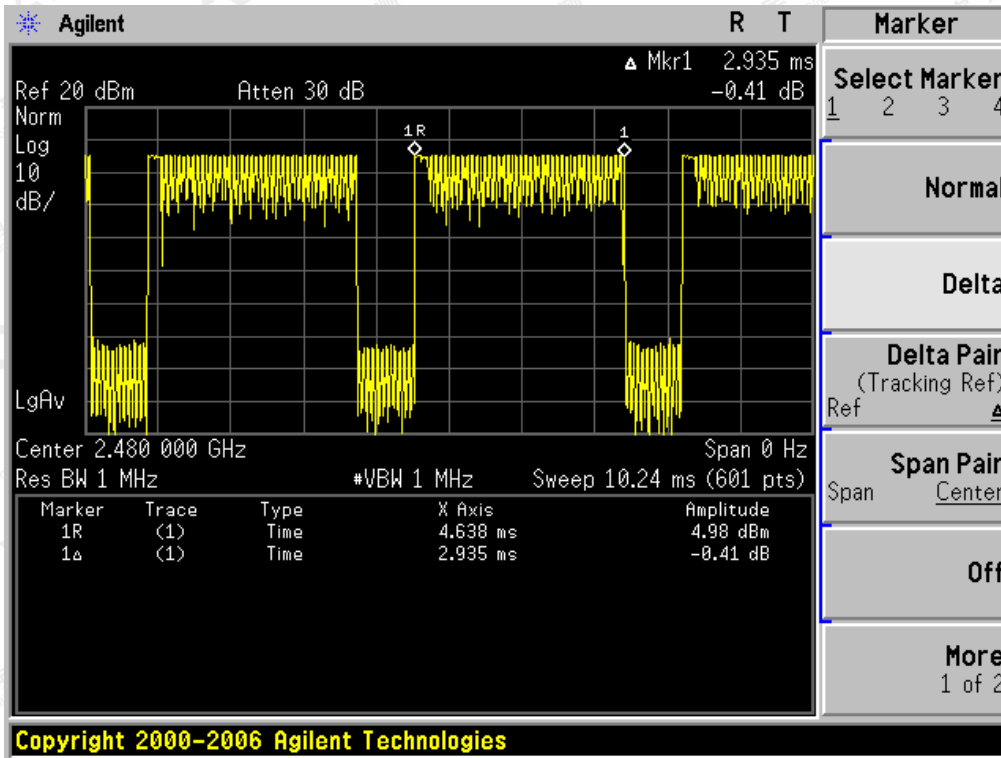 Agilent R T
Δ Mkr1 2.935 ms
Ref 20 dBm Atten 30 dB -0.41 dB
Norm
Log
10
dB/
1R
1
LgAv
Center 2.480 000 GHz Span 0 Hz
Res BW 1 MHz #VBW 1 MHz Sweep 10.24 ms (601 pts)
Marker Trace Type X Axis Amplitude
1R (1) Time 4.638 ms 4.98 dBm
1Δ (1) Time 2.935 ms -0.41 dB
Copyright 2000-2006 Agilent Technologies
Marker
Select Marker
1 2 3 4
Normal
Delta
Delta Pair
(Tracking Ref)
Ref Δ
Span Pair
Span Center
Off
More
1 of 2